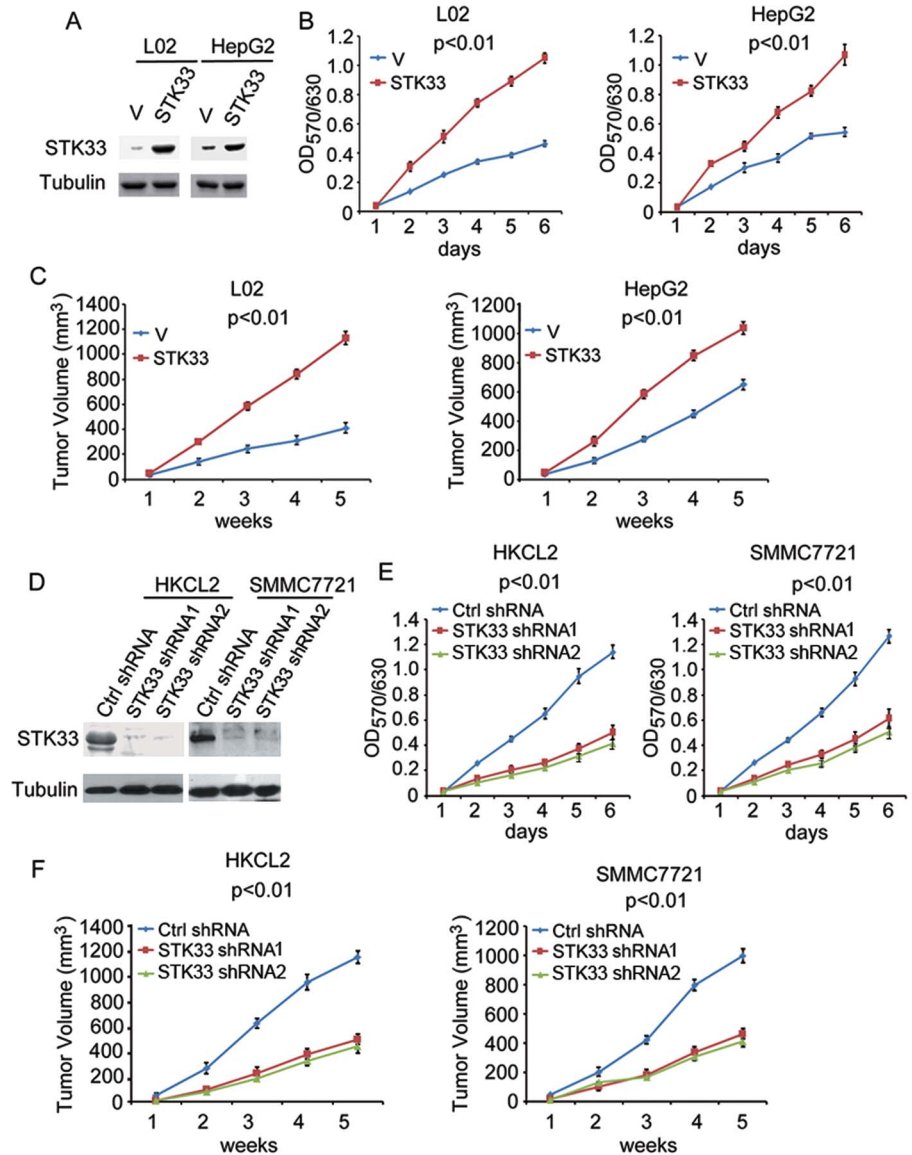 A
L02 HepG2
V STK33 V STK33
STK33
Tubulin
B
L02
p<0.01
V
STK33
OD570/630
1.2
1.0
0.8
0.6
0.4
0.2
0
1 2 3 4 5 6
days
HepG2
p<0.01
V
STK33
OD570/630
1.2
1.0
0.8
0.6
0.4
0.2
0
1 2 3 4 5 6
days
C
L02
p<0.01
V
STK33
Tumor Volume (mm³)
1400
1200
1000
800
600
400
200
0
1 2 3 4 5
weeks
HepG2
p<0.01
V
STK33
Tumor Volume (mm³)
1200
1000
800
600
400
200
0
1 2 3 4 5
weeks
D
HKCL2 SMMC7721
Ctrl shRNA STK33 shRNA1 STK33 shRNA2 Ctrl shRNA STK33 shRNA1 STK33 shRNA2
STK33
Tubulin
E
HKCL2
p<0.01
Ctrl shRNA
STK33 shRNA1
STK33 shRNA2
OD570/630
1.4
1.2
1.0
0.8
0.6
0.4
0.2
0
1 2 3 4 5 6
days
SMMC7721
p<0.01
Ctrl shRNA
STK33 shRNA1
STK33 shRNA2
OD570/630
1.4
1.2
1.0
0.8
0.6
0.4
0.2
0
1 2 3 4 5 6
days
F
HKCL2
p<0.01
Ctrl shRNA
STK33 shRNA1
STK33 shRNA2
Tumor Volume (mm³)
1400
1200
1000
800
600
400
200
0
1 2 3 4 5
weeks
SMMC7721
p<0.01
Ctrl shRNA
STK33 shRNA1
STK33 shRNA2
Tumor Volume (mm³)
1200
1000
800
600
400
200
0
1 2 3 4 5
weeks